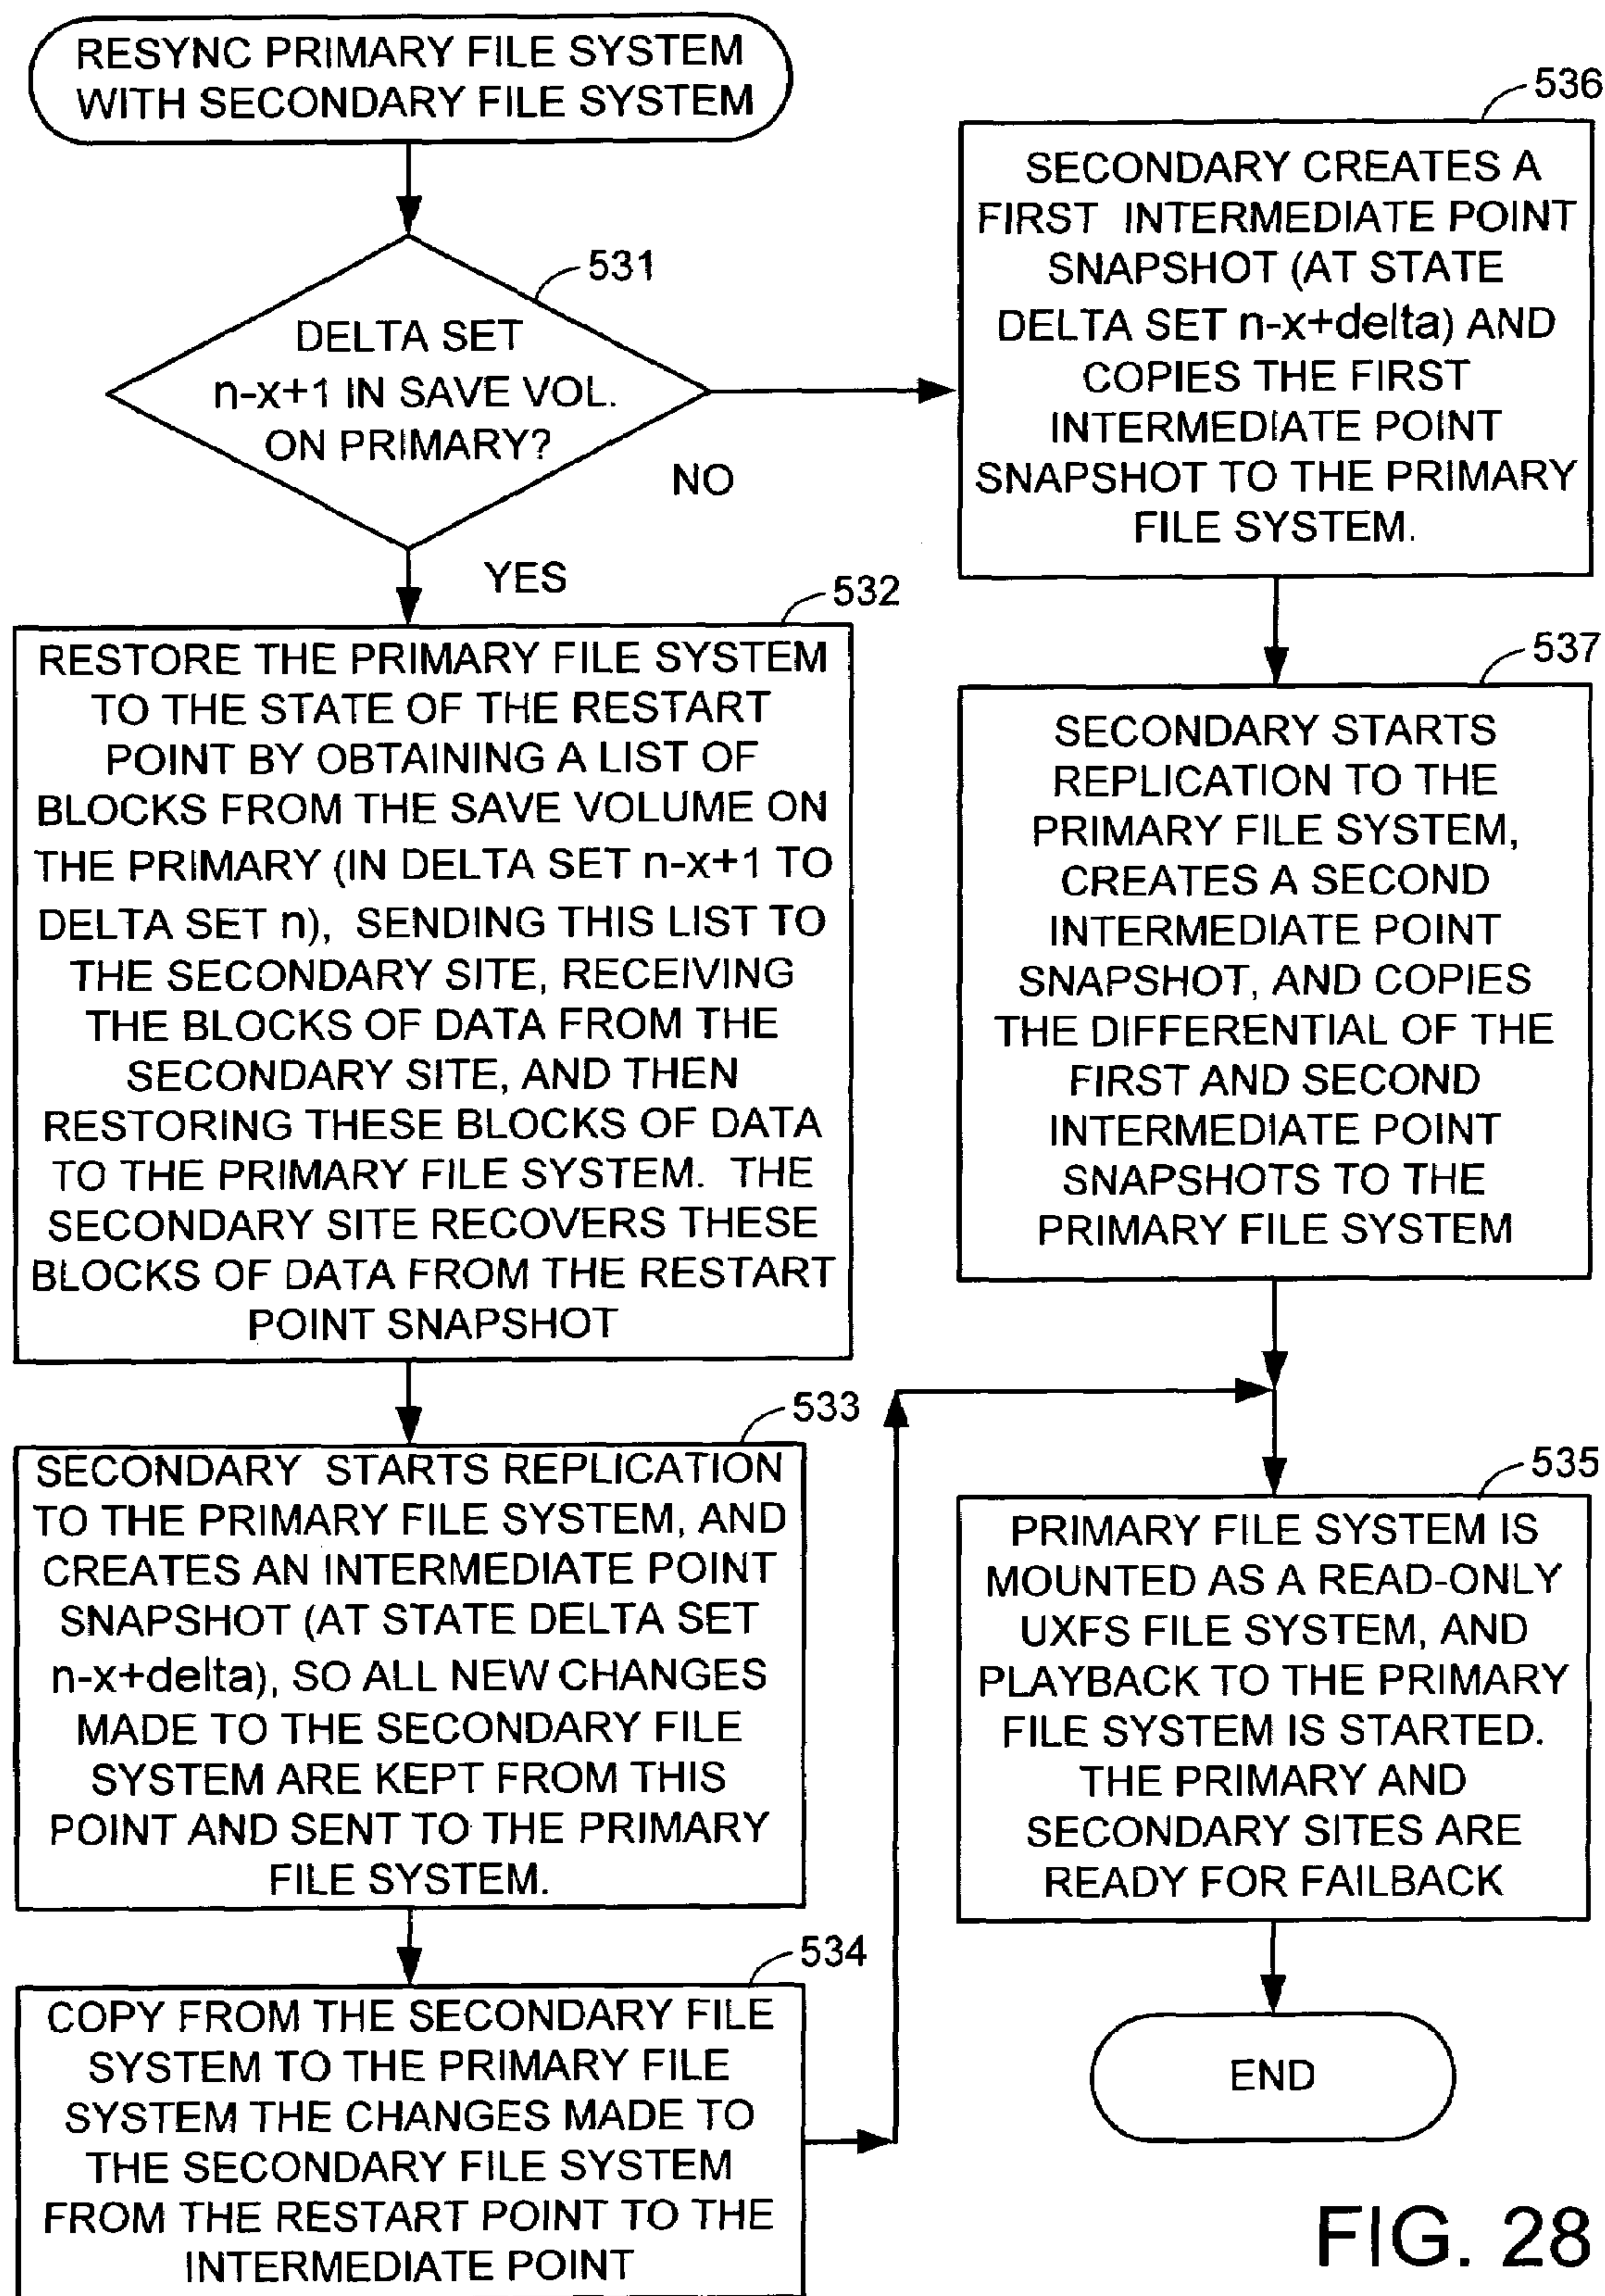 RESYNC PRIMARY FILE SYSTEM
WITH SECONDARY FILE SYSTEM
531
DELTA SET
n-x+1 IN SAVE VOL.
ON PRIMARY?
NO
YES
532
RESTORE THE PRIMARY FILE SYSTEM
TO THE STATE OF THE RESTART
POINT BY OBTAINING A LIST OF
BLOCKS FROM THE SAVE VOLUME ON
THE PRIMARY (IN DELTA SET n-x+1 TO
DELTA SET n), SENDING THIS LIST TO
THE SECONDARY SITE, RECEIVING
THE BLOCKS OF DATA FROM THE
SECONDARY SITE, AND THEN
RESTORING THESE BLOCKS OF DATA
TO THE PRIMARY FILE SYSTEM. THE
SECONDARY SITE RECOVERS THESE
BLOCKS OF DATA FROM THE RESTART
POINT SNAPSHOT
533
SECONDARY STARTS REPLICATION
TO THE PRIMARY FILE SYSTEM, AND
CREATES AN INTERMEDIATE POINT
SNAPSHOT (AT STATE DELTA SET
n-x+delta), SO ALL NEW CHANGES
MADE TO THE SECONDARY FILE
SYSTEM ARE KEPT FROM THIS
POINT AND SENT TO THE PRIMARY
FILE SYSTEM.
534
COPY FROM THE SECONDARY FILE
SYSTEM TO THE PRIMARY FILE
SYSTEM THE CHANGES MADE TO
THE SECONDARY FILE SYSTEM
FROM THE RESTART POINT TO THE
INTERMEDIATE POINT
536
SECONDARY CREATES A
FIRST INTERMEDIATE POINT
SNAPSHOT (AT STATE
DELTA SET n-x+delta) AND
COPIES THE FIRST
INTERMEDIATE POINT
SNAPSHOT TO THE PRIMARY
FILE SYSTEM.
537
SECONDARY STARTS
REPLICATION TO THE
PRIMARY FILE SYSTEM,
CREATES A SECOND
INTERMEDIATE POINT
SNAPSHOT, AND COPIES
THE DIFFERENTIAL OF THE
FIRST AND SECOND
INTERMEDIATE POINT
SNAPSHOTS TO THE
PRIMARY FILE SYSTEM
535
PRIMARY FILE SYSTEM IS
MOUNTED AS A READ-ONLY
UXFS FILE SYSTEM, AND
PLAYBACK TO THE PRIMARY
FILE SYSTEM IS STARTED.
THE PRIMARY AND
SECONDARY SITES ARE
READY FOR FAILBACK
END
FIG. 28